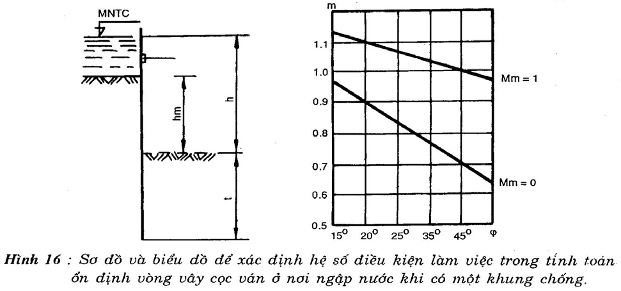 MNTC
h
hm
t
m
1.1
1.0
0.9
0.8
0.7
0.6
0.5
Mm = 1
Mm = 0
15° 20° 25° 35° 45° φ
Hình 16 : Sơ đồ và biểu đồ để xác định hệ số điều kiện làm việc trong tính toán
ổn định vòng vây cọc ván ở nơi ngập nước khi có một khung chống.